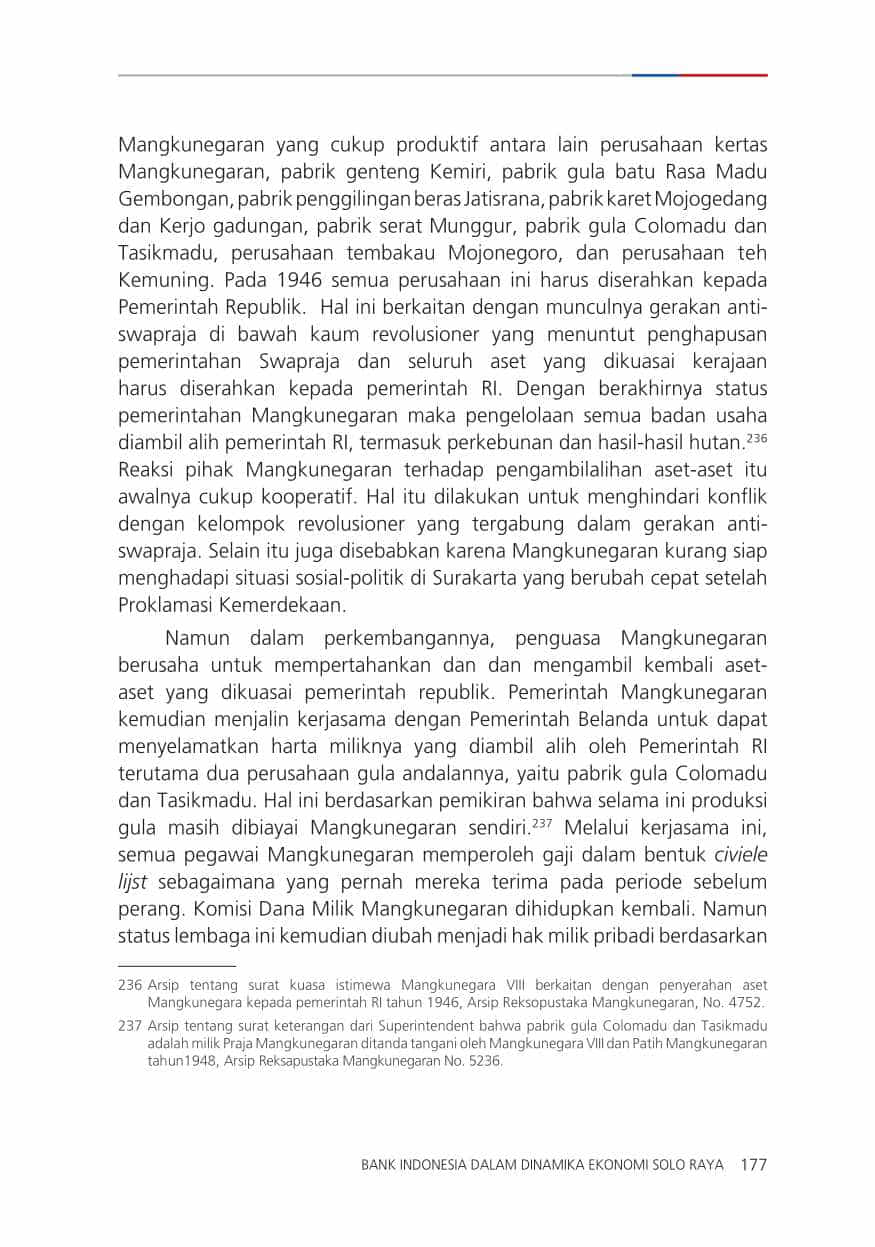 Mangkunegaran yang cukup produktif antara lain perusahaan kertas
Mangkunegaran, pabrik genteng Kemiri, pabrik gula batu Rasa Madu
Gembongan, pabrik penggilingan beras Jatisrana, pabrik karet Mojogedang
dan Kerjo gadungan, pabrik serat Munggur, pabrik gula Colomadu dan
Tasikmadu, perusahaan tembakau Mojonegoro, dan perusahaan teh
Kemuning. Pada 1946 semua perusahaan ini harus diserahkan kepada
Pemerintah Republik.  Hal ini berkaitan dengan munculnya gerakan anti-
swapraja di bawah kaum revolusioner yang menuntut penghapusan
pemerintahan Swapraja dan seluruh aset yang dikuasai kerajaan
harus diserahkan kepada pemerintah RI. Dengan berakhirnya status
pemerintahan Mangkunegaran maka pengelolaan semua badan usaha
diambil alih pemerintah RI, termasuk perkebunan dan hasil-hasil hutan.236
Reaksi pihak Mangkunegaran terhadap pengambilalihan aset-aset itu
awalnya cukup kooperatif. Hal itu dilakukan untuk menghindari konflik
dengan kelompok revolusioner yang tergabung dalam gerakan anti-
swapraja. Selain itu juga disebabkan karena Mangkunegaran kurang siap
menghadapi situasi sosial-politik di Surakarta yang berubah cepat setelah
Proklamasi Kemerdekaan.
Namun dalam perkembangannya, penguasa Mangkunegaran
berusaha untuk mempertahankan dan dan mengambil kembali aset-
aset yang dikuasai pemerintah republik. Pemerintah Mangkunegaran
kemudian menjalin kerjasama dengan Pemerintah Belanda untuk dapat
menyelamatkan harta miliknya yang diambil alih oleh Pemerintah RI
terutama dua perusahaan gula andalannya, yaitu pabrik gula Colomadu
dan Tasikmadu. Hal ini berdasarkan pemikiran bahwa selama ini produksi
gula masih dibiayai Mangkunegaran sendiri.237 Melalui kerjasama ini,
semua pegawai Mangkunegaran memperoleh gaji dalam bentuk civiele
lijst sebagaimana yang pernah mereka terima pada periode sebelum
perang. Komisi Dana Milik Mangkunegaran dihidupkan kembali. Namun
status lembaga ini kemudian diubah menjadi hak milik pribadi berdasarkan
236 Arsip tentang surat kuasa istimewa Mangkunegara VIII berkaitan dengan penyerahan aset
Mangkunegara kepada pemerintah RI tahun 1946, Arsip Reksopustaka Mangkunegaran, No. 4752.
237 Arsip tentang surat keterangan dari Superintendent bahwa pabrik gula Colomadu dan Tasikmadu
adalah milik Praja Mangkunegaran ditanda tangani oleh Mangkunegara VIII dan Patih Mangkunegaran
tahun1948, Arsip Reksapustaka Mangkunegaran No. 5236.
BANK INDONESIA DALAM DINAMIKA EKONOMI SOLO RAYA 177